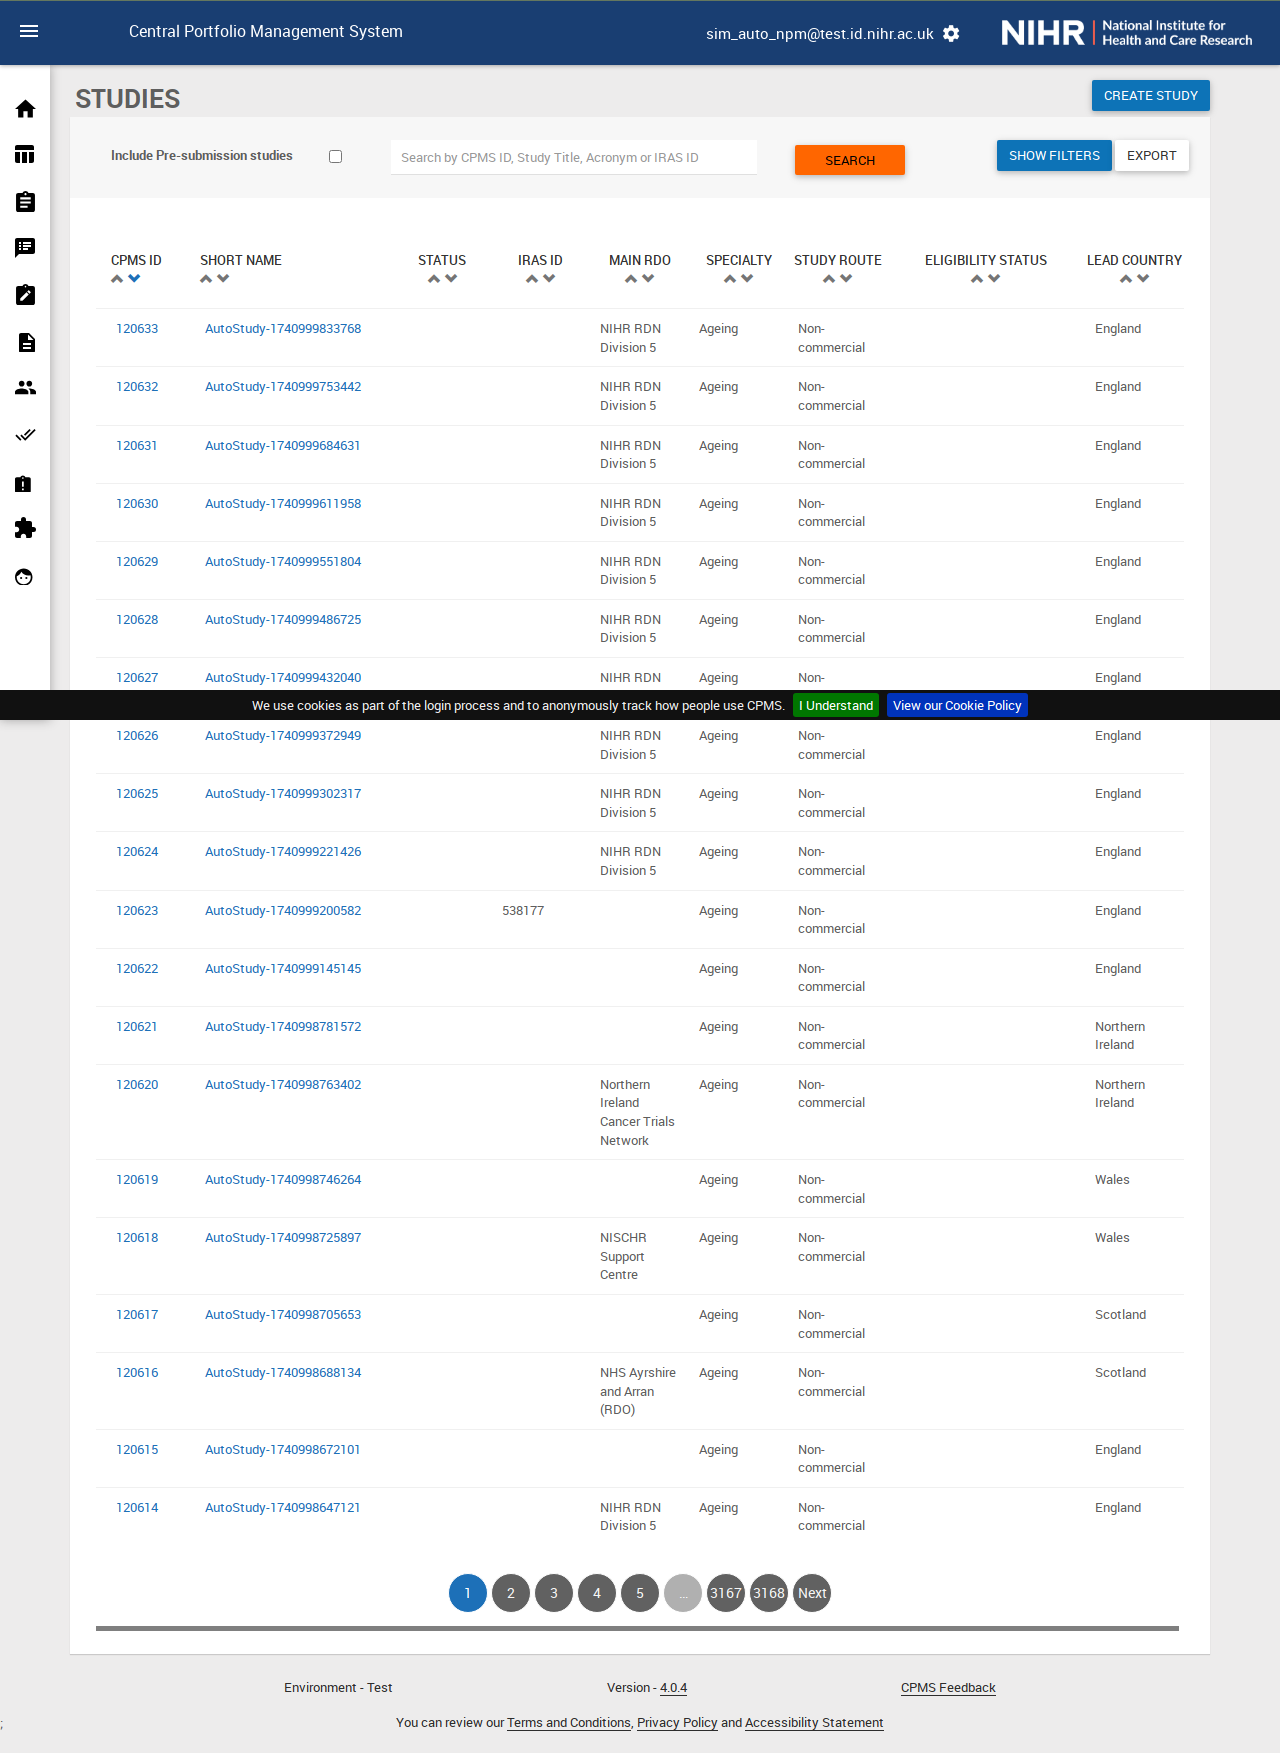 Central Portfolio Management System
sim_auto_npm@test.id.nihr.ac.uk
NIHR | National Institute for
Health and Care Research
STUDIES
CREATE STUDY
Include Pre-submission studies
Search by CPMS ID, Study Title, Acronym or IRAS ID
SEARCH
SHOW FILTERS
EXPORT
CPMS ID SHORT NAME STATUS IRAS ID MAIN RDO SPECIALTY STUDY ROUTE ELIGIBILITY STATUS LEAD COUNTRY
120633 AutoStudy-1740999833768 NIHR RDN Ageing Non- England
Division 5 commercial
120632 AutoStudy-1740999753442 NIHR RDN Ageing Non- England
Division 5 commercial
120631 AutoStudy-1740999684631 NIHR RDN Ageing Non- England
Division 5 commercial
120630 AutoStudy-1740999611958 NIHR RDN Ageing Non- England
Division 5 commercial
120629 AutoStudy-1740999551804 NIHR RDN Ageing Non- England
Division 5 commercial
120628 AutoStudy-1740999486725 NIHR RDN Ageing Non- England
Division 5 commercial
120627 AutoStudy-1740999432040 NIHR RDN Ageing Non- England
We use cookies as part of the login process and to anonymously track how people use CPMS. I Understand View our Cookie Policy
120626 AutoStudy-1740999372949 NIHR RDN Ageing Non- England
Division 5 commercial
120625 AutoStudy-1740999302317 NIHR RDN Ageing Non- England
Division 5 commercial
120624 AutoStudy-1740999221426 NIHR RDN Ageing Non- England
Division 5 commercial
120623 AutoStudy-1740999200582 538177 Ageing Non- England
commercial
120622 AutoStudy-1740999145145 Ageing Non- England
commercial
120621 AutoStudy-1740998781572 Ageing Non- Northern
commercial Ireland
120620 AutoStudy-1740998763402 Northern Ageing Non- Northern
Ireland commercial Ireland
Cancer Trials
Network
120619 AutoStudy-1740998746264 Ageing Non- Wales
commercial
120618 AutoStudy-1740998725897 NISCHR Ageing Non- Wales
Support commercial
Centre
120617 AutoStudy-1740998705653 Ageing Non- Scotland
commercial
120616 AutoStudy-1740998688134 NHS Ayrshire Ageing Non- Scotland
and Arran commercial
(RDO)
120615 AutoStudy-1740998672101 Ageing Non- England
commercial
120614 AutoStudy-1740998647121 NIHR RDN Ageing Non- England
Division 5 commercial
1 2 3 4 5 ... 3167 3168 Next
Environment - Test Version - 4.0.4 CPMS Feedback
; You can review our Terms and Conditions, Privacy Policy and Accessibility Statement